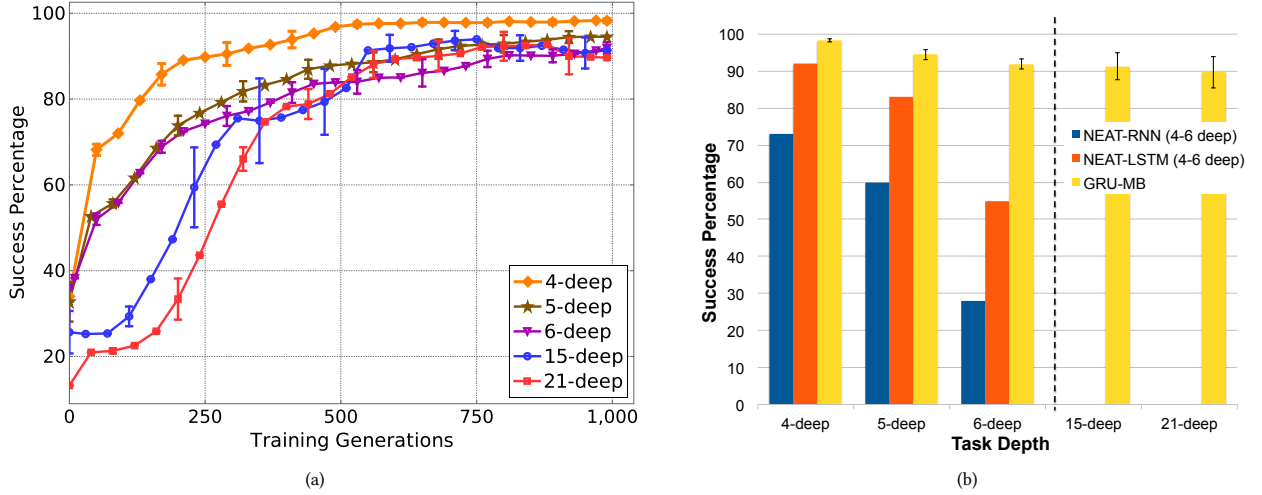 100
80
60
40
20
0
250
500
750
1,000
Success Percentage
Training Generations
4-deep
5-deep
6-deep
15-deep
21-deep
(a)
100
90
80
70
60
50
40
30
20
10
0
Success Percentage
NEAT-RNN (4-6 deep)
NEAT-LSTM (4-6 deep)
GRU-MB
4-deep
5-deep
6-deep
15-deep
21-deep
Task Depth
(b)